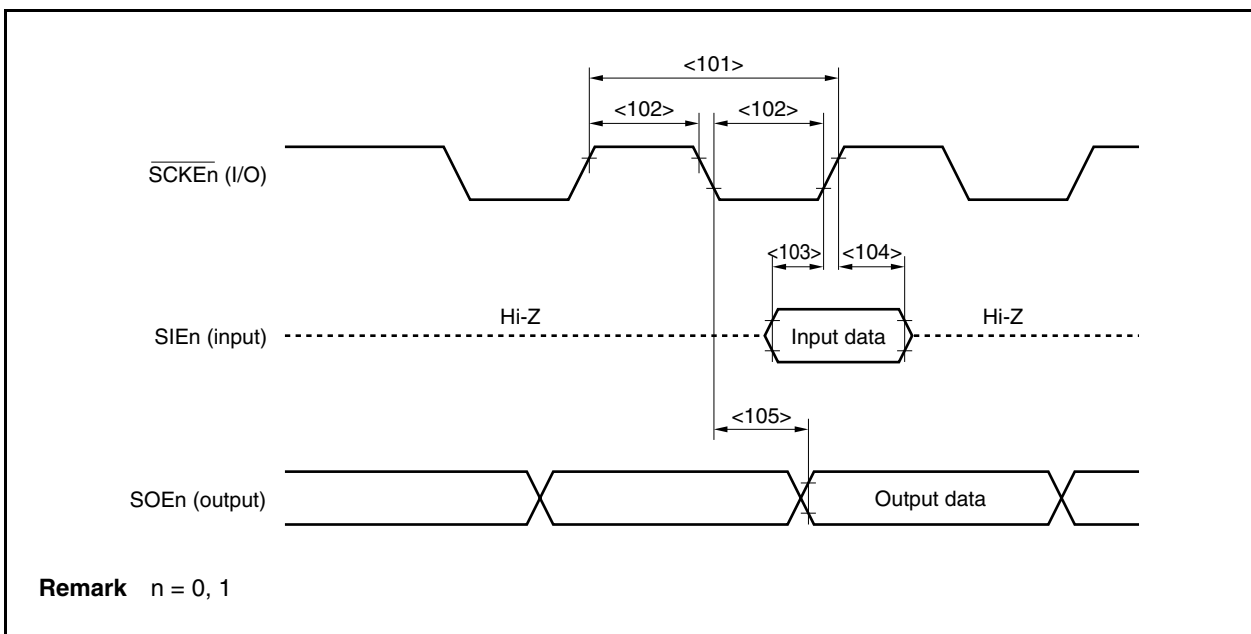 <101>
<102> <102>
SCKEn (I/O)
<103> <104>
Hi-Z Hi-Z
SIEn (input) Input data
<105>
SOEn (output) Output data
Remark n = 0, 1